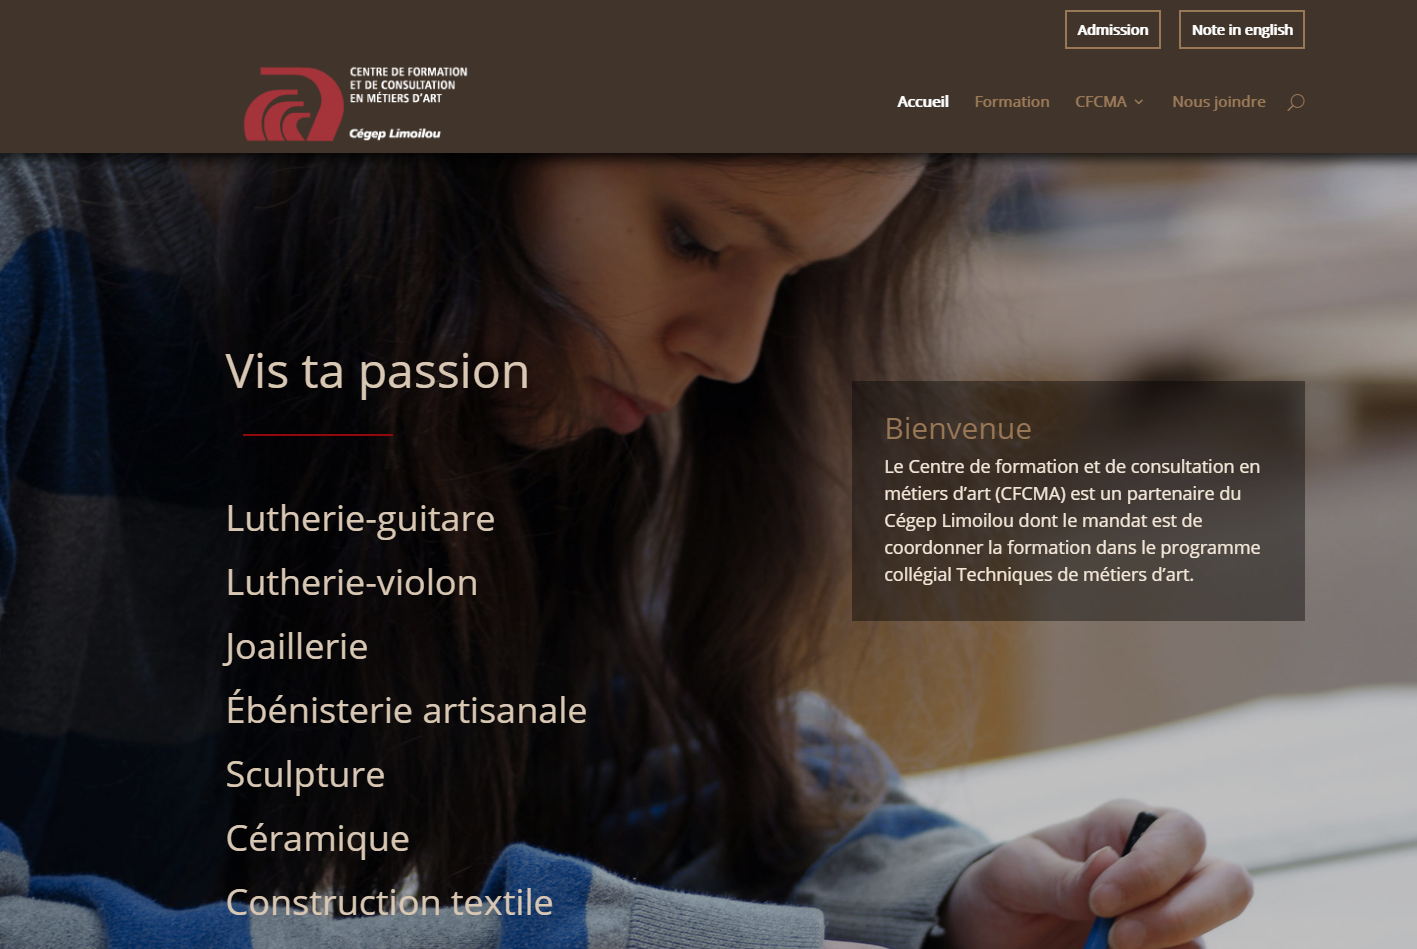 Admission
Note in english
CENTRE DE FORMATION
ET DE CONSULTATION
EN MÉTIERS D'ART
Cégep Limoilou
Accueil
Formation
CFCMA
Nous joindre
Vis ta passion
Lutherie-guitare
Lutherie-violon
Joaillerie
Ébénisterie artisanale
Sculpture
Céramique
Construction textile
Bienvenue
Le Centre de formation et de consultation en
métiers d’art (CFCMA) est un partenaire du
Cégep Limoilou dont le mandat est de
coordonner la formation dans le programme
collégial Techniques de métiers d’art.